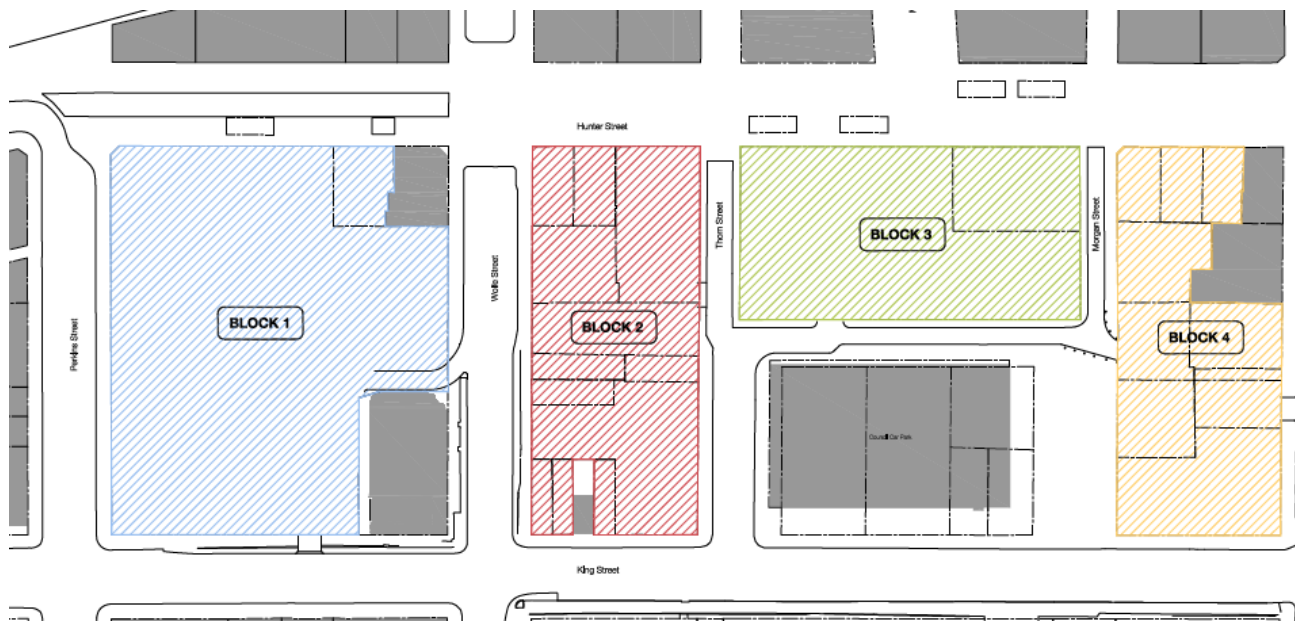 Hunter Street
Thorn Street
Morgan Street
BLOCK 3
Wolfe Street
BLOCK 1
BLOCK 2
BLOCK 4
Perkins Street
Council Car Park
King Street